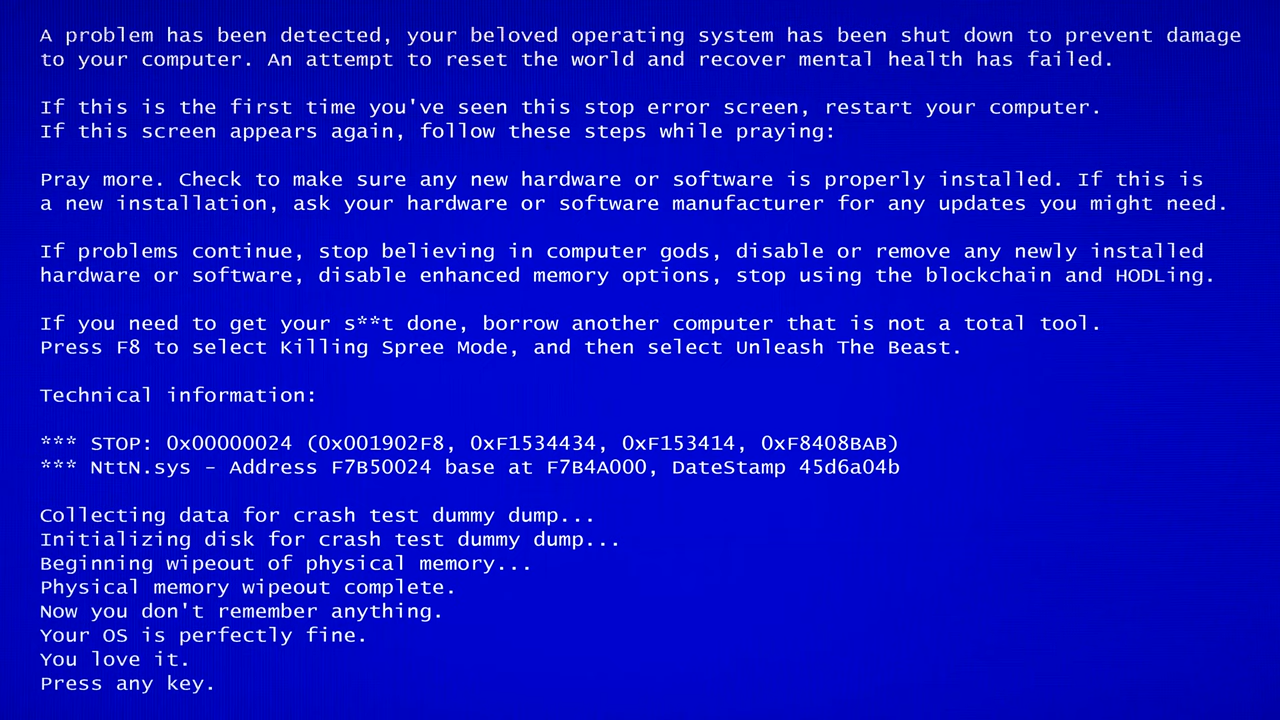 A problem has been detected, your beloved operating system has been shut down to prevent damage
to your computer. An attempt to reset the world and recover mental health has failed.
If this is the first time you've seen this stop error screen, restart your computer.
If this screen appears again, follow these steps while praying:
Pray more. Check to make sure any new hardware or software is properly installed. If this is
a new installation, ask your hardware or software manufacturer for any updates you might need.
If problems continue, stop believing in computer gods, disable or remove any newly installed
hardware or software, disable enhanced memory options, stop using the blockchain and HODLing.
If you need to get your s**t done, borrow another computer that is not a total tool.
Press F8 to select Killing Spree Mode, and then select Unleash The Beast.
Technical information:
*** STOP: 0x00000024 (0x001902F8, 0xF1534434, 0xF153414, 0xF8408BAB)
*** NttN.sys – Address F7B50024 base at F7B4A000, DateStamp 45d6a04b
Collecting data for crash test dummy dump...
Initializing disk for crash test dummy dump...
Beginning wipeout of physical memory...
Physical memory wipeout complete.
Now you don't remember anything.
Your OS is perfectly fine.
You love it.
Press any key.